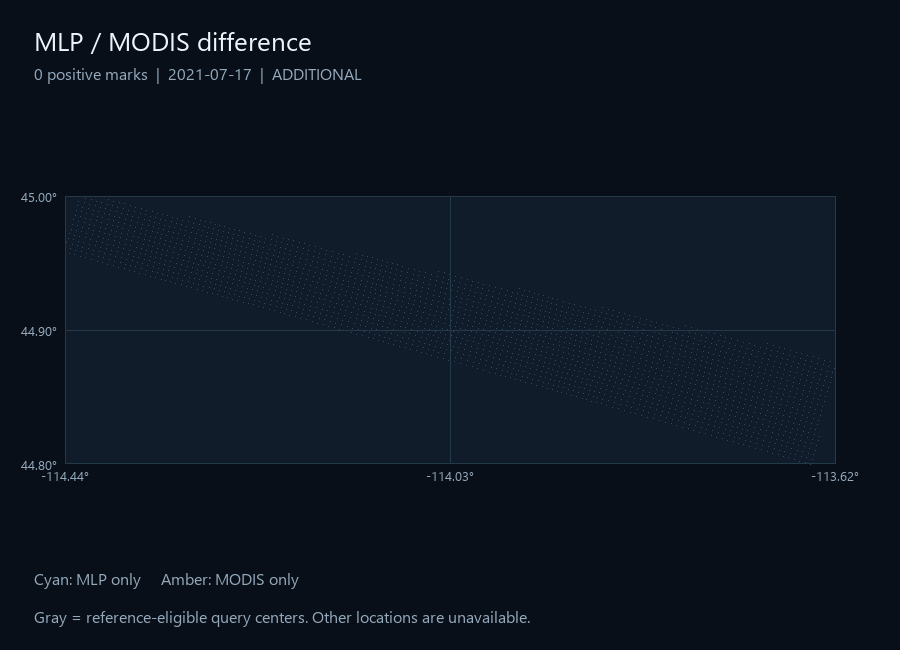 MLP / MODIS difference
0 positive marks | 2021-07-17 | ADDITIONAL
45.00°
44.90°
44.80°
-114.44° -114.03° -113.62°
Cyan: MLP only Amber: MODIS only
Gray = reference-eligible query centers. Other locations are unavailable.